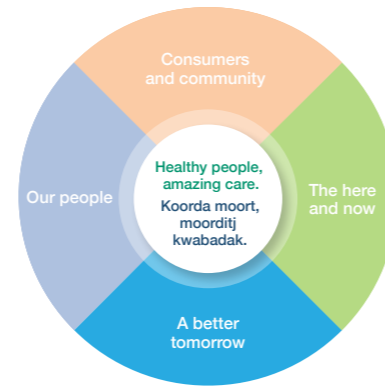 Consumers
and community
Our people
Healthy people,
amazing care.
Koorda moort,
moorditj
kwabadak.
The here
and now
A better
tomorrow